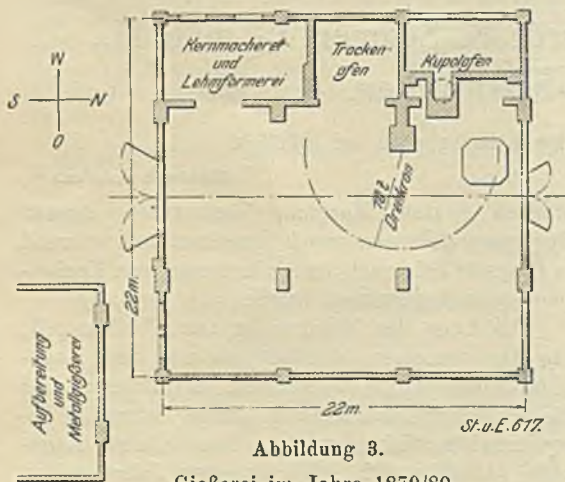 Kernmacherei
und
Lehmformerei
Trocken-
ofen
Kupolofen
W
S
N
O
Drehkran
22m.
Aufbereitung
und
Metallgießerei
22m.
St.u.E.617.
Abbildung 3.
Gießerei im Jahre 1879/80.